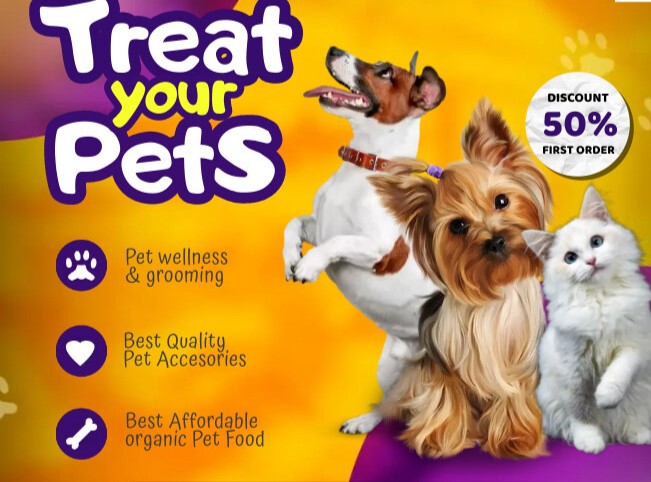 Treat
your
Pets
DISCOUNT
50%
FIRST ORDER
Pet wellness
& grooming
Best Quality
Pet Accesories
Best Affordable
organic Pet Food